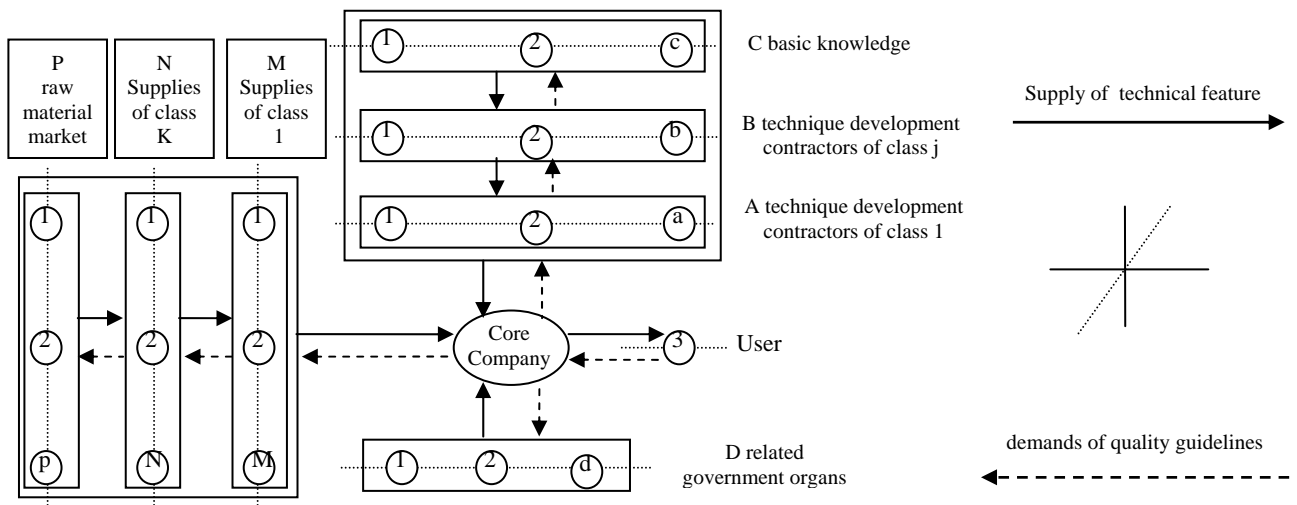 P
raw
material
market
N
Supplies
of class
K
M
Supplies
of class
1
1
2
c
C basic knowledge
1
2
b
B technique development
contractors of class j
1
2
a
A technique development
contractors of class 1
Supply of technical feature
1
1
1
2
2
2
p
N
M
Core
Company
3
User
1
2
d
D related
government organs
demands of quality guidelines